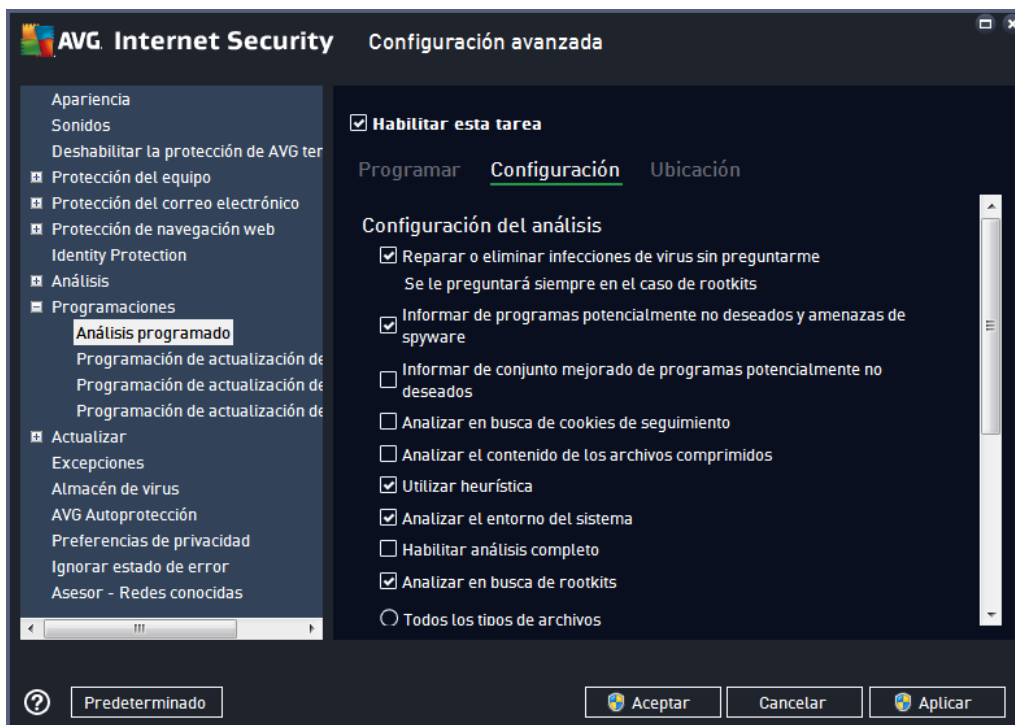 AVG. Internet Security
Configuración avanzada
Apariencia
Sonidos
Deshabilitar la protección de AVG ter
Protección del equipo
Protección del correo electrónico
Protección de navegación web
Identity Protection
Análisis
Programaciones
Análisis programado
Programación de actualización de
Programación de actualización de
Programación de actualización de
Actualizar
Excepciones
Almacén de virus
AVG Autoprotección
Preferencias de privacidad
Ignorar estado de error
Asesor - Redes conocidas
Habilitar esta tarea
Programar Configuración Ubicación
Configuración del análisis
Reparar o eliminar infecciones de virus sin preguntarme
Se le preguntará siempre en el caso de rootkits
Informar de programas potencialmente no deseados y amenazas de
spyware
Informar de conjunto mejorado de programas potencialmente no
deseados
Analizar en busca de cookies de seguimiento
Analizar el contenido de los archivos comprimidos
Utilizar heurística
Analizar el entorno del sistema
Habilitar análisis completo
Analizar en busca de rootkits
Todos los tipos de archivos
? Predeterminado Aceptar Cancelar Aplicar